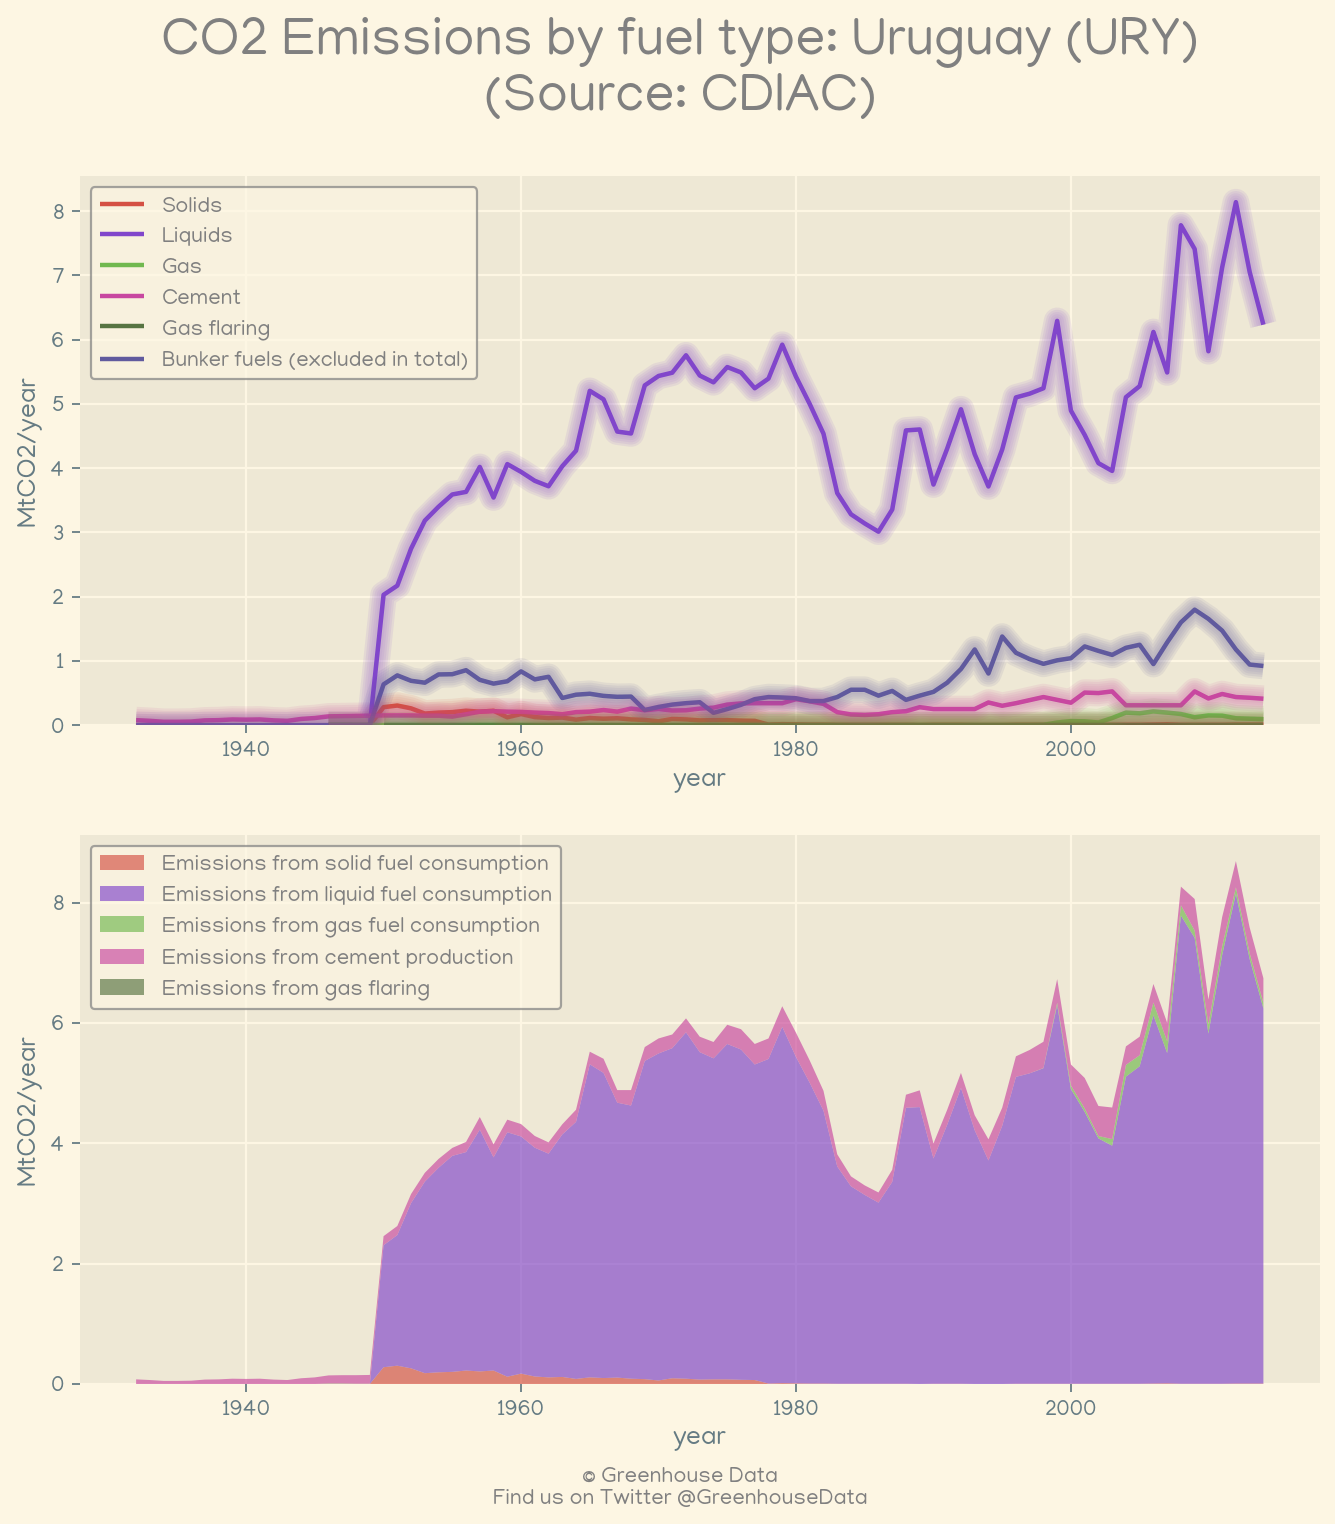 CO2 Emissions by fuel type: Uruguay (URY)
(Source: CDIAC)
Solids
Liquids
Gas
Cement
Gas flaring
Bunker fuels (excluded in total)
MtCO2/year
8
7
6
5
4
3
2
1
0
1940
1960
1980
2000
year
Emissions from solid fuel consumption
Emissions from liquid fuel consumption
Emissions from gas fuel consumption
Emissions from cement production
Emissions from gas flaring
MtCO2/year
8
6
4
2
0
1940
1960
1980
2000
year
© Greenhouse Data
Find us on Twitter @GreenhouseData